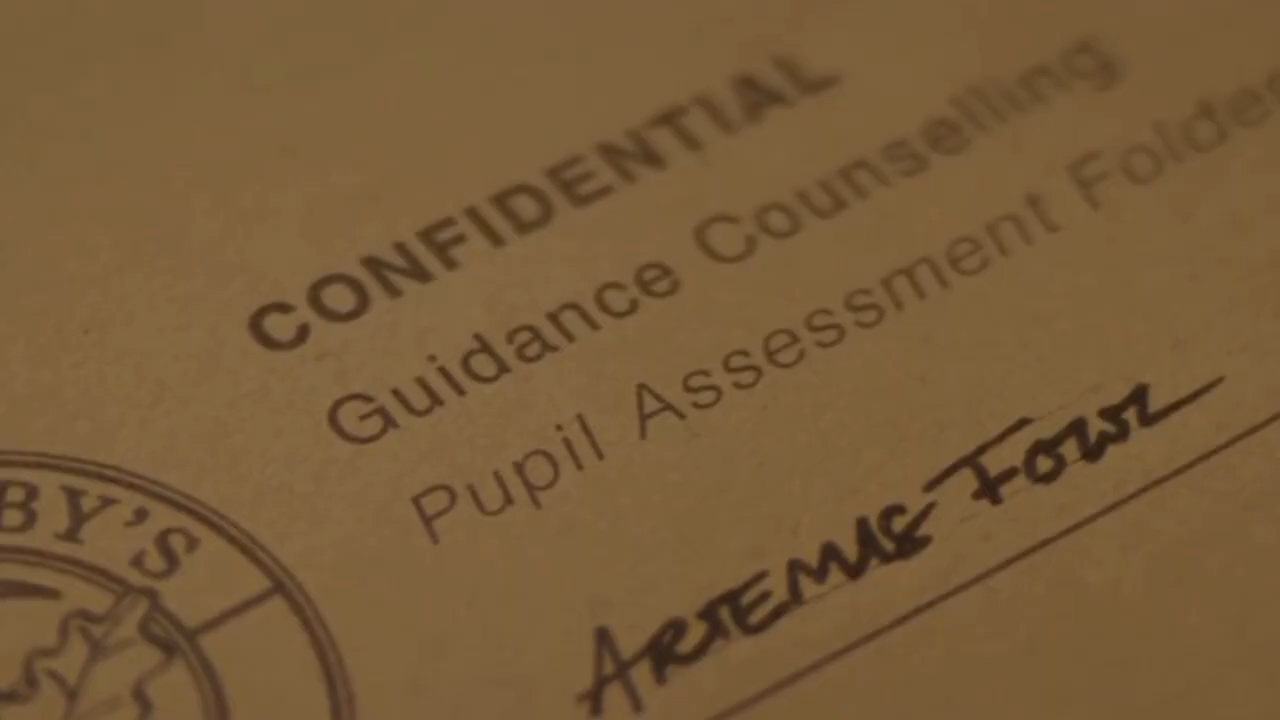 CONFIDENTIAL
Guidance Counselling
Pupil Assessment Folder
ARTEMIS FOWL
BY'S